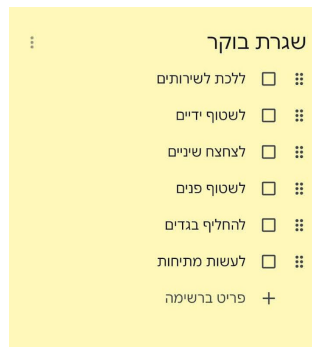 שגרת בוקר
ללכת לשירותים
לשטוף ידיים
לצחצח שיניים
לשטוף פנים
להחליף בגדים
לעשות מתיחות
פריט ברשימה